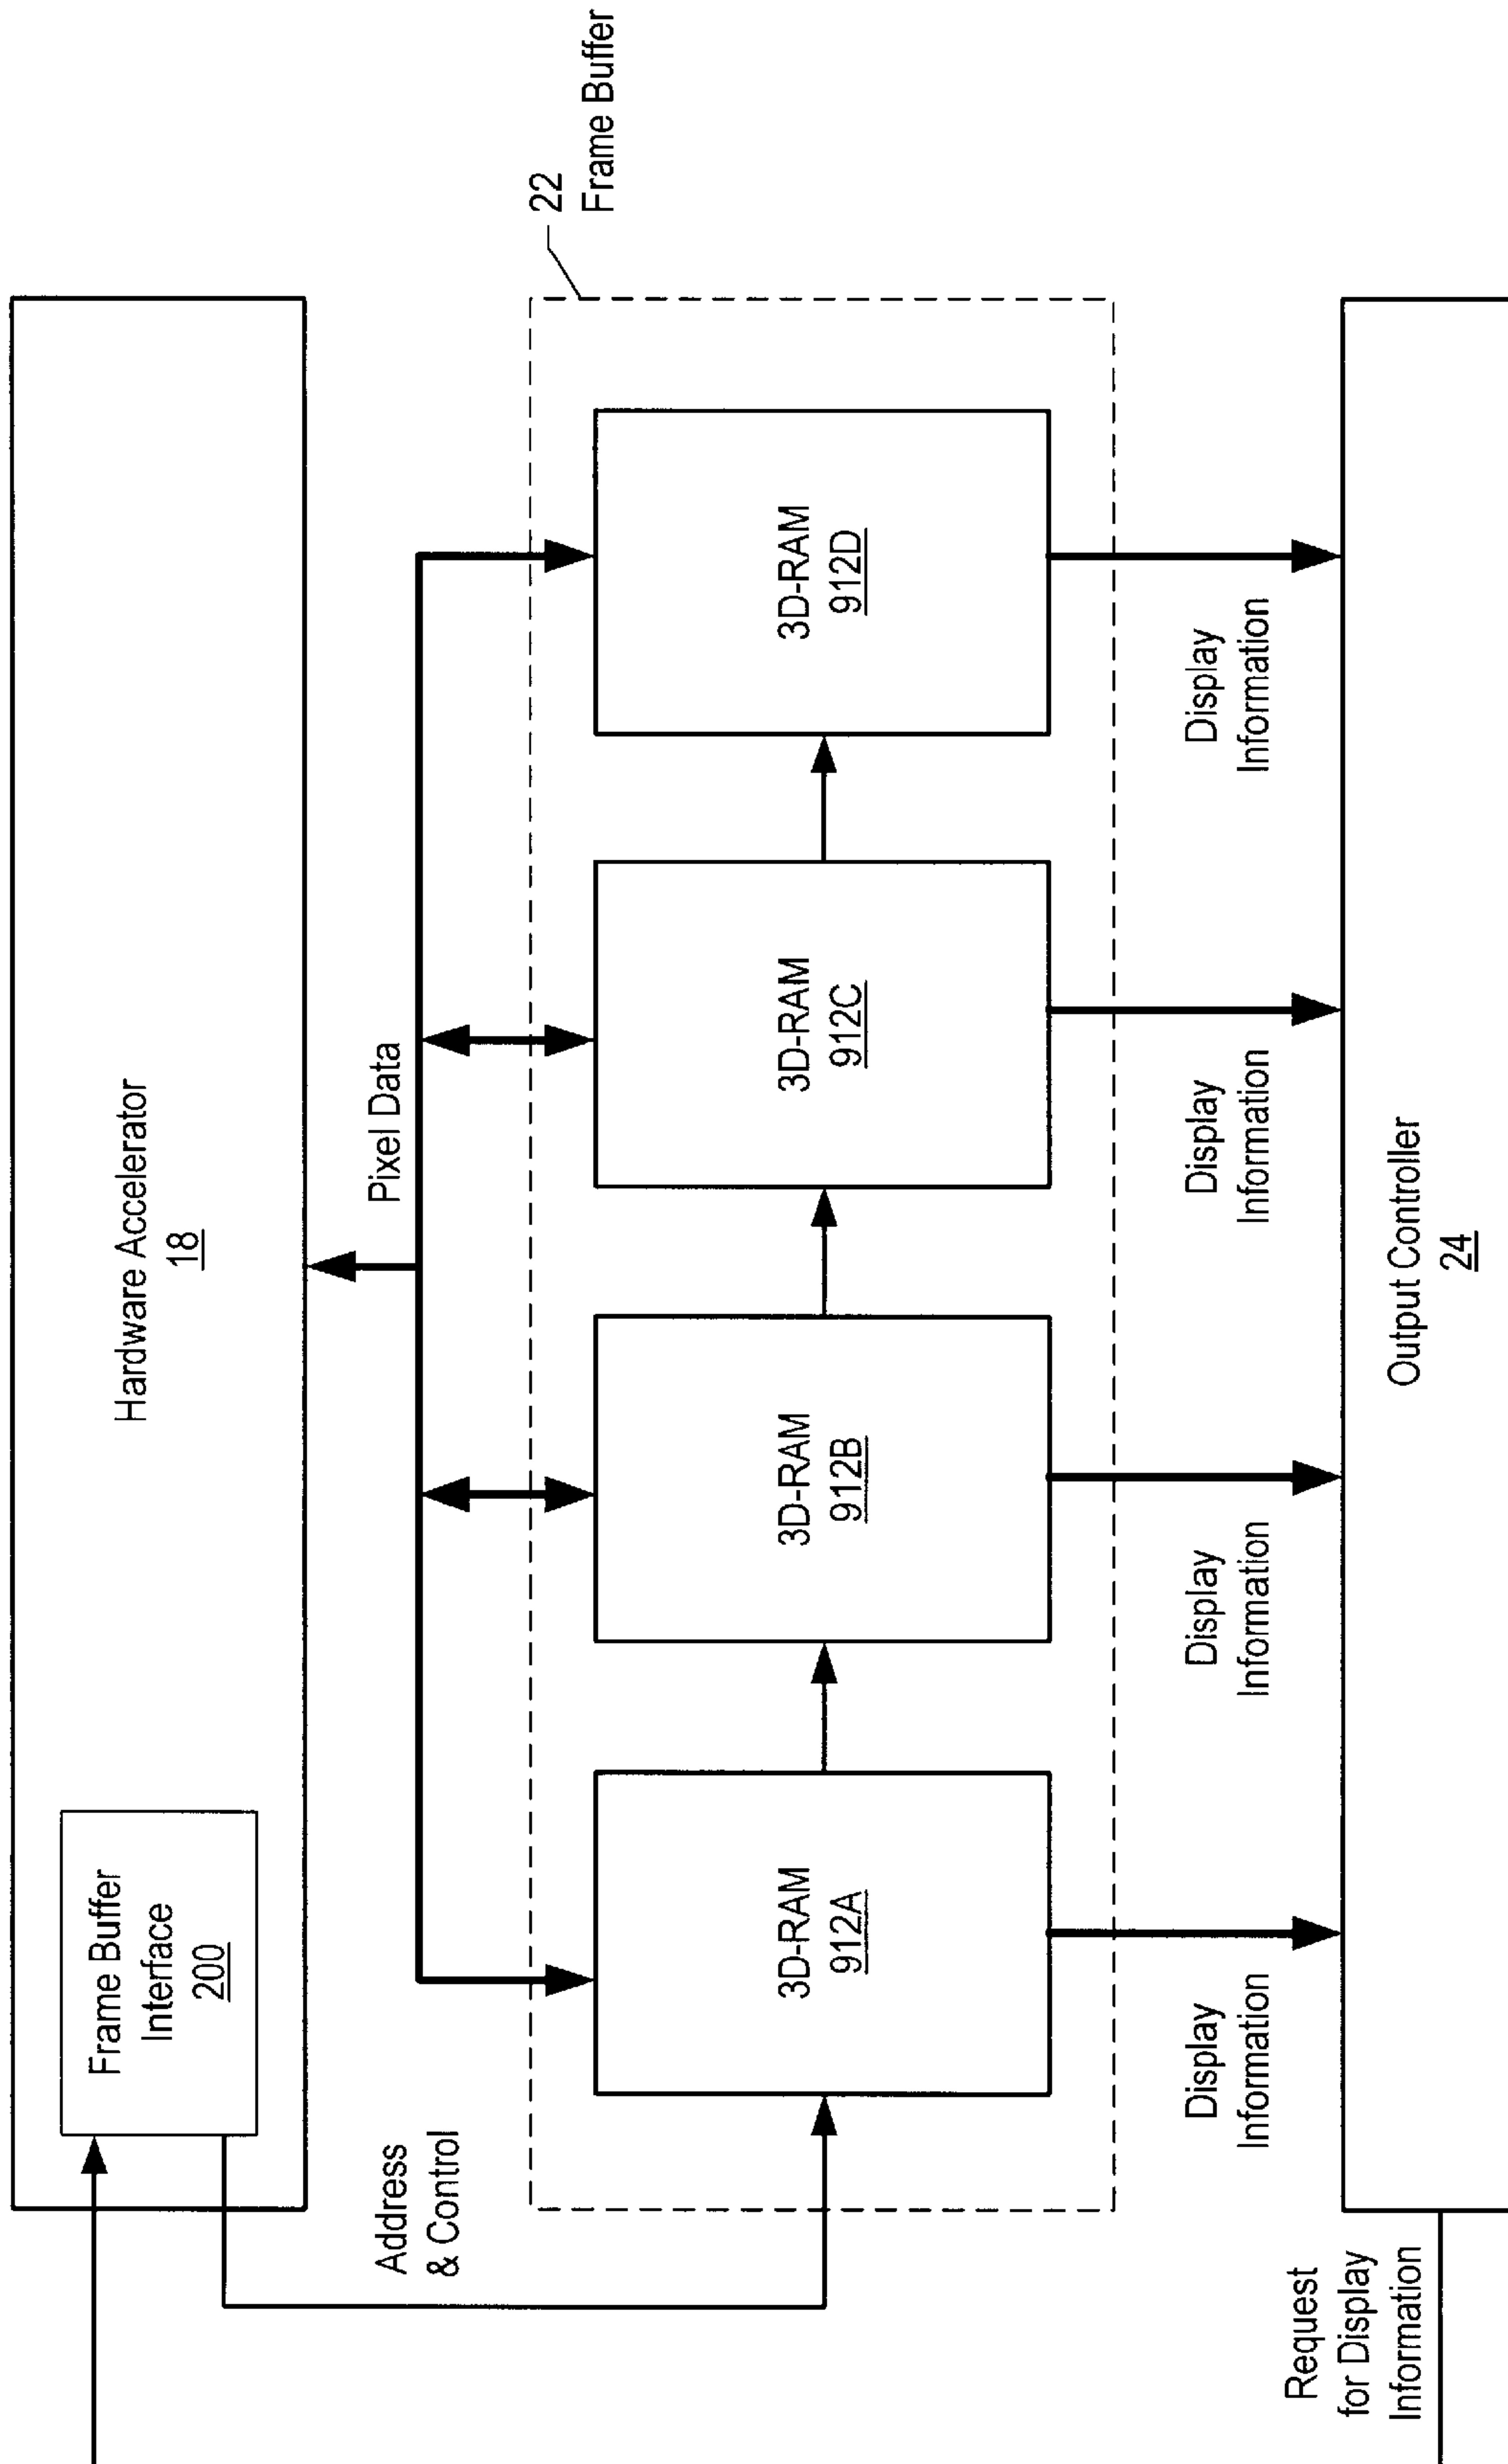 Hardware Accelerator
18
Frame Buffer
Interface
200
Address
& Control
Pixel Data
22
Frame Buffer
3D-RAM
912A
3D-RAM
912B
3D-RAM
912C
3D-RAM
912D
Display
Information
Display
Information
Display
Information
Display
Information
Request
for Display
Information
Output Controller
24